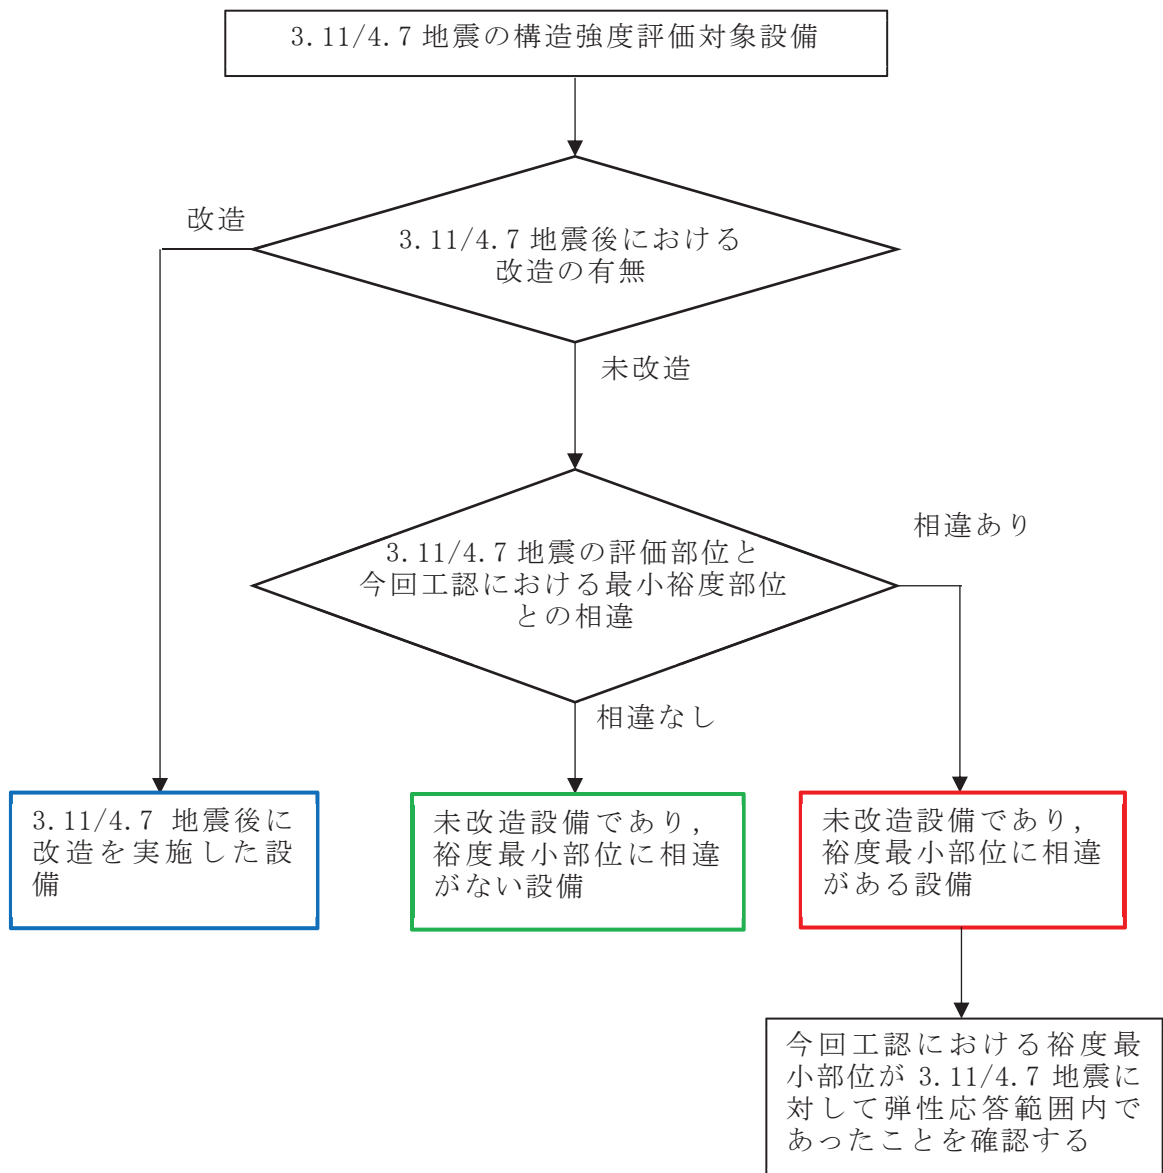 3.11/4.7 地震の構造強度評価対象設備
改造
3.11/4.7 地震後における
改造の有無
未改造
相違あり
3.11/4.7 地震の評価部位と
今回工認における最小裕度部位
との相違
相違なし
3.11/4.7 地震後に
改造を実施した設
備
未改造設備であり,
裕度最小部位に相違
がない設備
未改造設備であり,
裕度最小部位に相違
がある設備
今回工認における裕度最
小部位が 3.11/4.7 地震に
対して弾性応答範囲内で
あったことを確認する